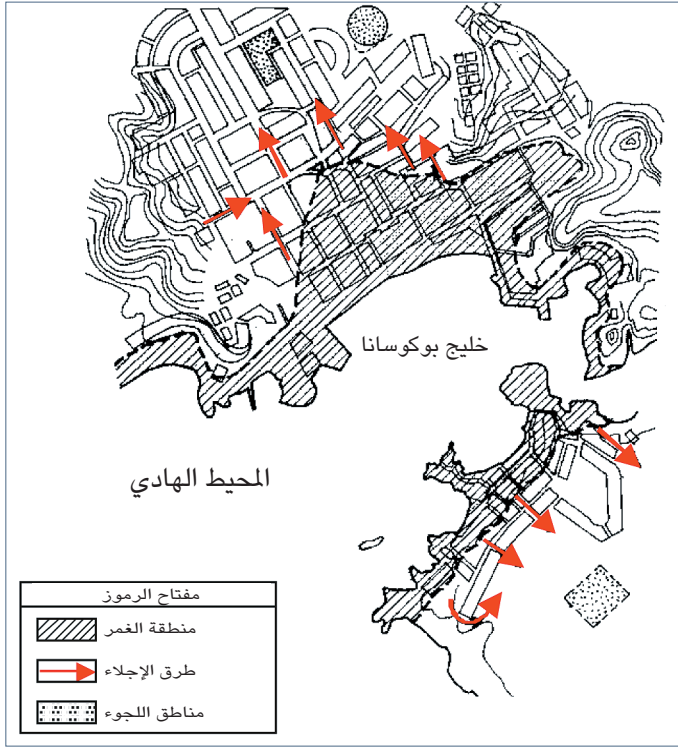 خليج بوكوسانا
المحيط الهادي
مفتاح الرموز
منطقة الغمر
طرق الإجلاء
مناطق اللجوء